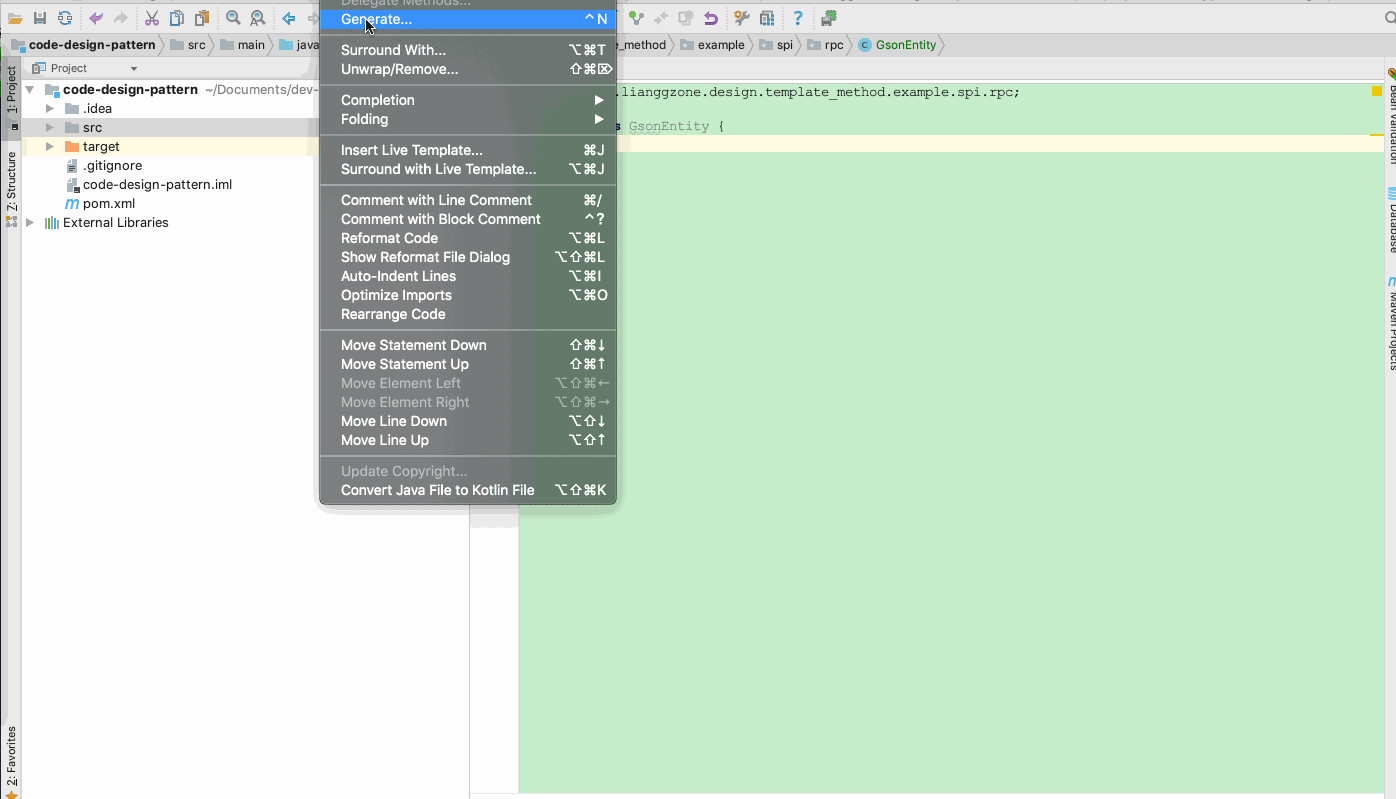 Delegate Methods...
Generate... ^N
code-design-pattern src main java _method example spi rpc GsonEntity
Surround With... ⌥⌘T
Project
Unwrap/Remove... ⇧⌘⌦
code-design-pattern ~/Documents/dev-
.lianggzone.design.template_method.example.spi.rpc;
.idea
Completion
src
Folding
s GsonEntity {
target
Insert Live Template... ⌘J
.gitignore
Surround with Live Template... ⌥⌘J
code-design-pattern.iml
pom.xml
Comment with Line Comment ⌘/
External Libraries
Comment with Block Comment ^?
Reformat Code ⌥⌘L
Show Reformat File Dialog ⌥⇧⌘L
Auto-Indent Lines ⌥⌘I
Optimize Imports ⌥⌘O
Rearrange Code
Move Statement Down ⇧⌘↓
Move Statement Up ⇧⌘↑
Move Element Left ⌥⇧⌘←
Move Element Right ⌥⇧⌘→
Move Line Down ⌥⇧↓
Move Line Up ⌥⇧↑
Update Copyright...
Convert Java File to Kotlin File ⌥⇧⌘K
1: Project
Z: Structure
2: Favorites
Bean Validation
Database
Maven Projects